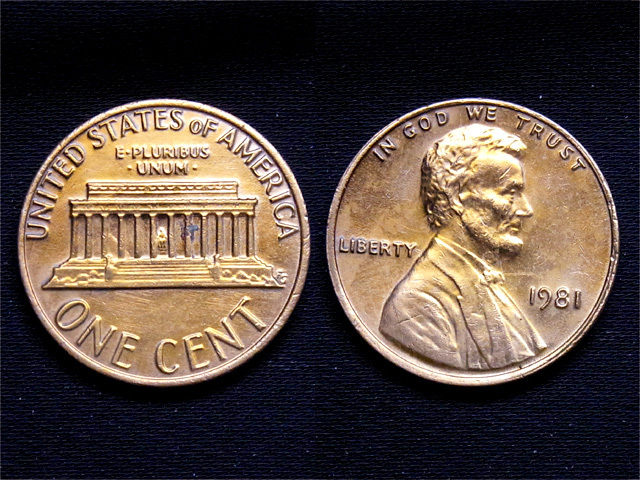 UNITED STATES OF AMERICA
E·PLURIBUS
·UNUM·
ONE CENT
IN GOD WE TRUST
LIBERTY
1981